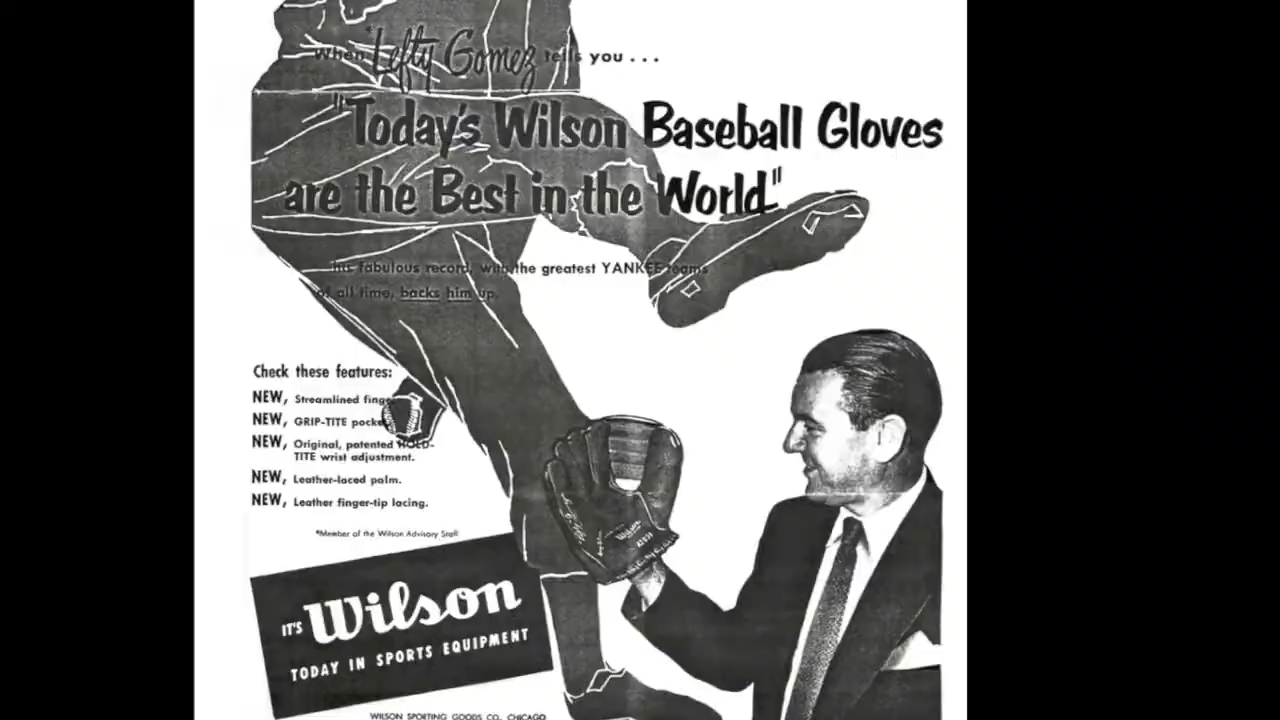 When *Lefty Gomez tells you ...
"Today's Wilson Baseball Gloves
are the Best in the World."
his fabulous record, with the greatest YANKEE teams
of all time, backs him up.
Check these features:
NEW, Streamlined
NEW, GRIP-TITE pocket
NEW, Original, patented HOLD-
TITE wrist adjustment.
NEW, Leather-laced palm.
NEW, Leather finger-tip lacing.
*Member of the Wilson Advisory Staff
IT'S Wilson
TODAY IN SPORTS EQUIPMENT
WILSON SPORTING GOODS CO., CHICAGO